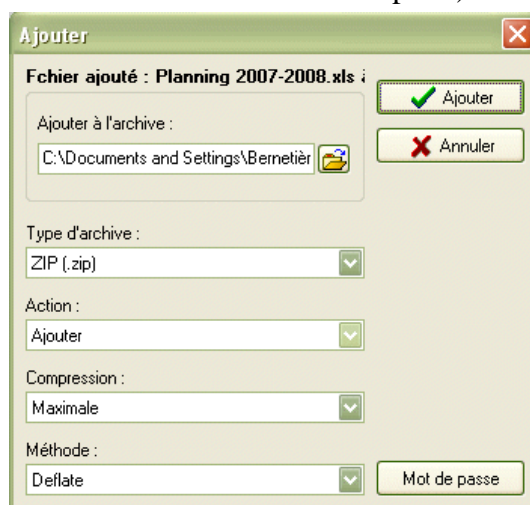 Ajouter
Fchier ajouté : Planning 2007-2008.xls
Ajouter
Ajouter à l'archive :
C:\Documents and Settings\Bernetièr
Annuler
Type d'archive :
ZIP (.zip)
Action :
Ajouter
Compression :
Maximale
Méthode :
Deflate
Mot de passe